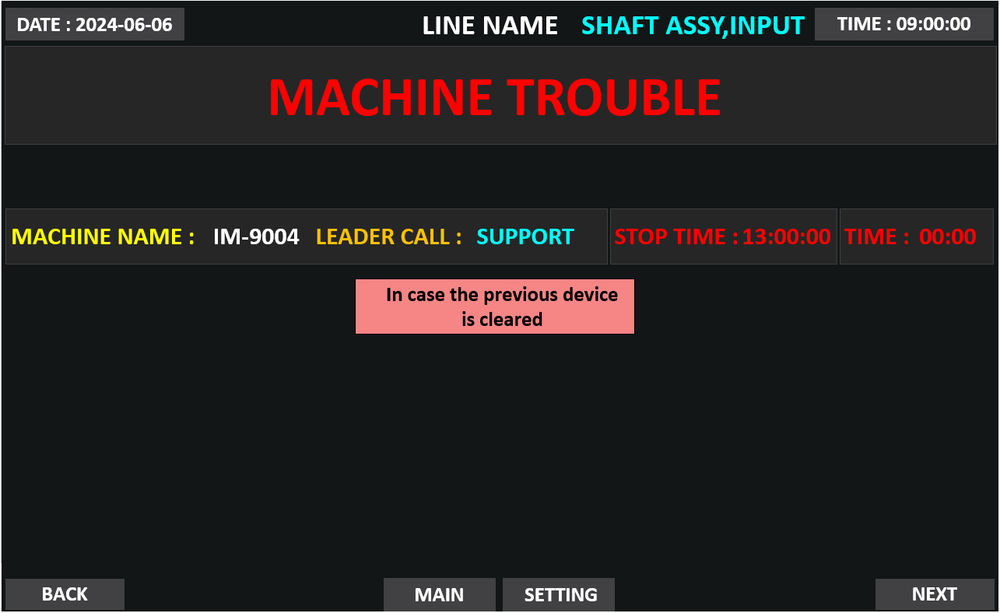 DATE : 2024-06-06 LINE NAME SHAFT ASSY,INPUT TIME : 09:00:00
MACHINE TROUBLE
MACHINE NAME : IM-9004 LEADER CALL : SUPPORT STOP TIME : 13:00:00 TIME : 00:00
In case the previous device
is cleared
BACK MAIN SETTING NEXT